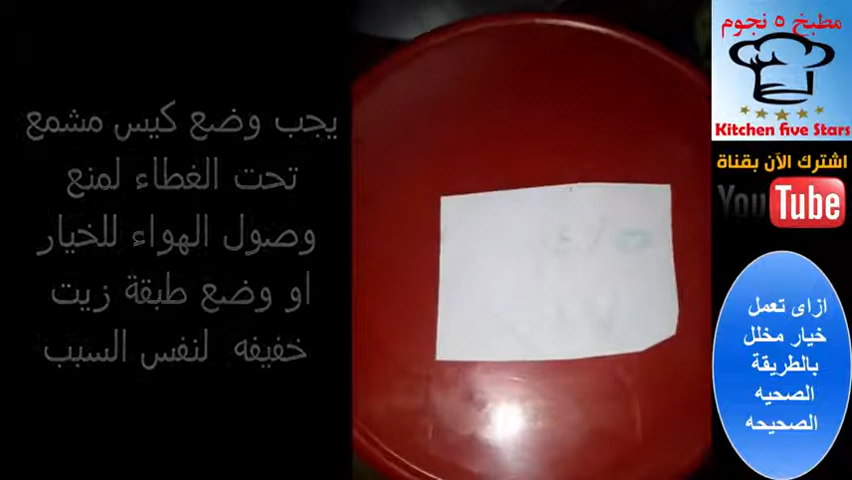 يجب وضع كيس مشمع
تحت الغطاء لمنع
وصول الهواء للخيار
او وضع طبقة زيت
خفيفه لنفس السبب
مطبخ ٥ نجوم
Kitchen five Stars
اشترك الآن بقناة
YouTube
ازاى تعمل
خيار مخلل
بالطريقة
الصحيه
الصحيحه